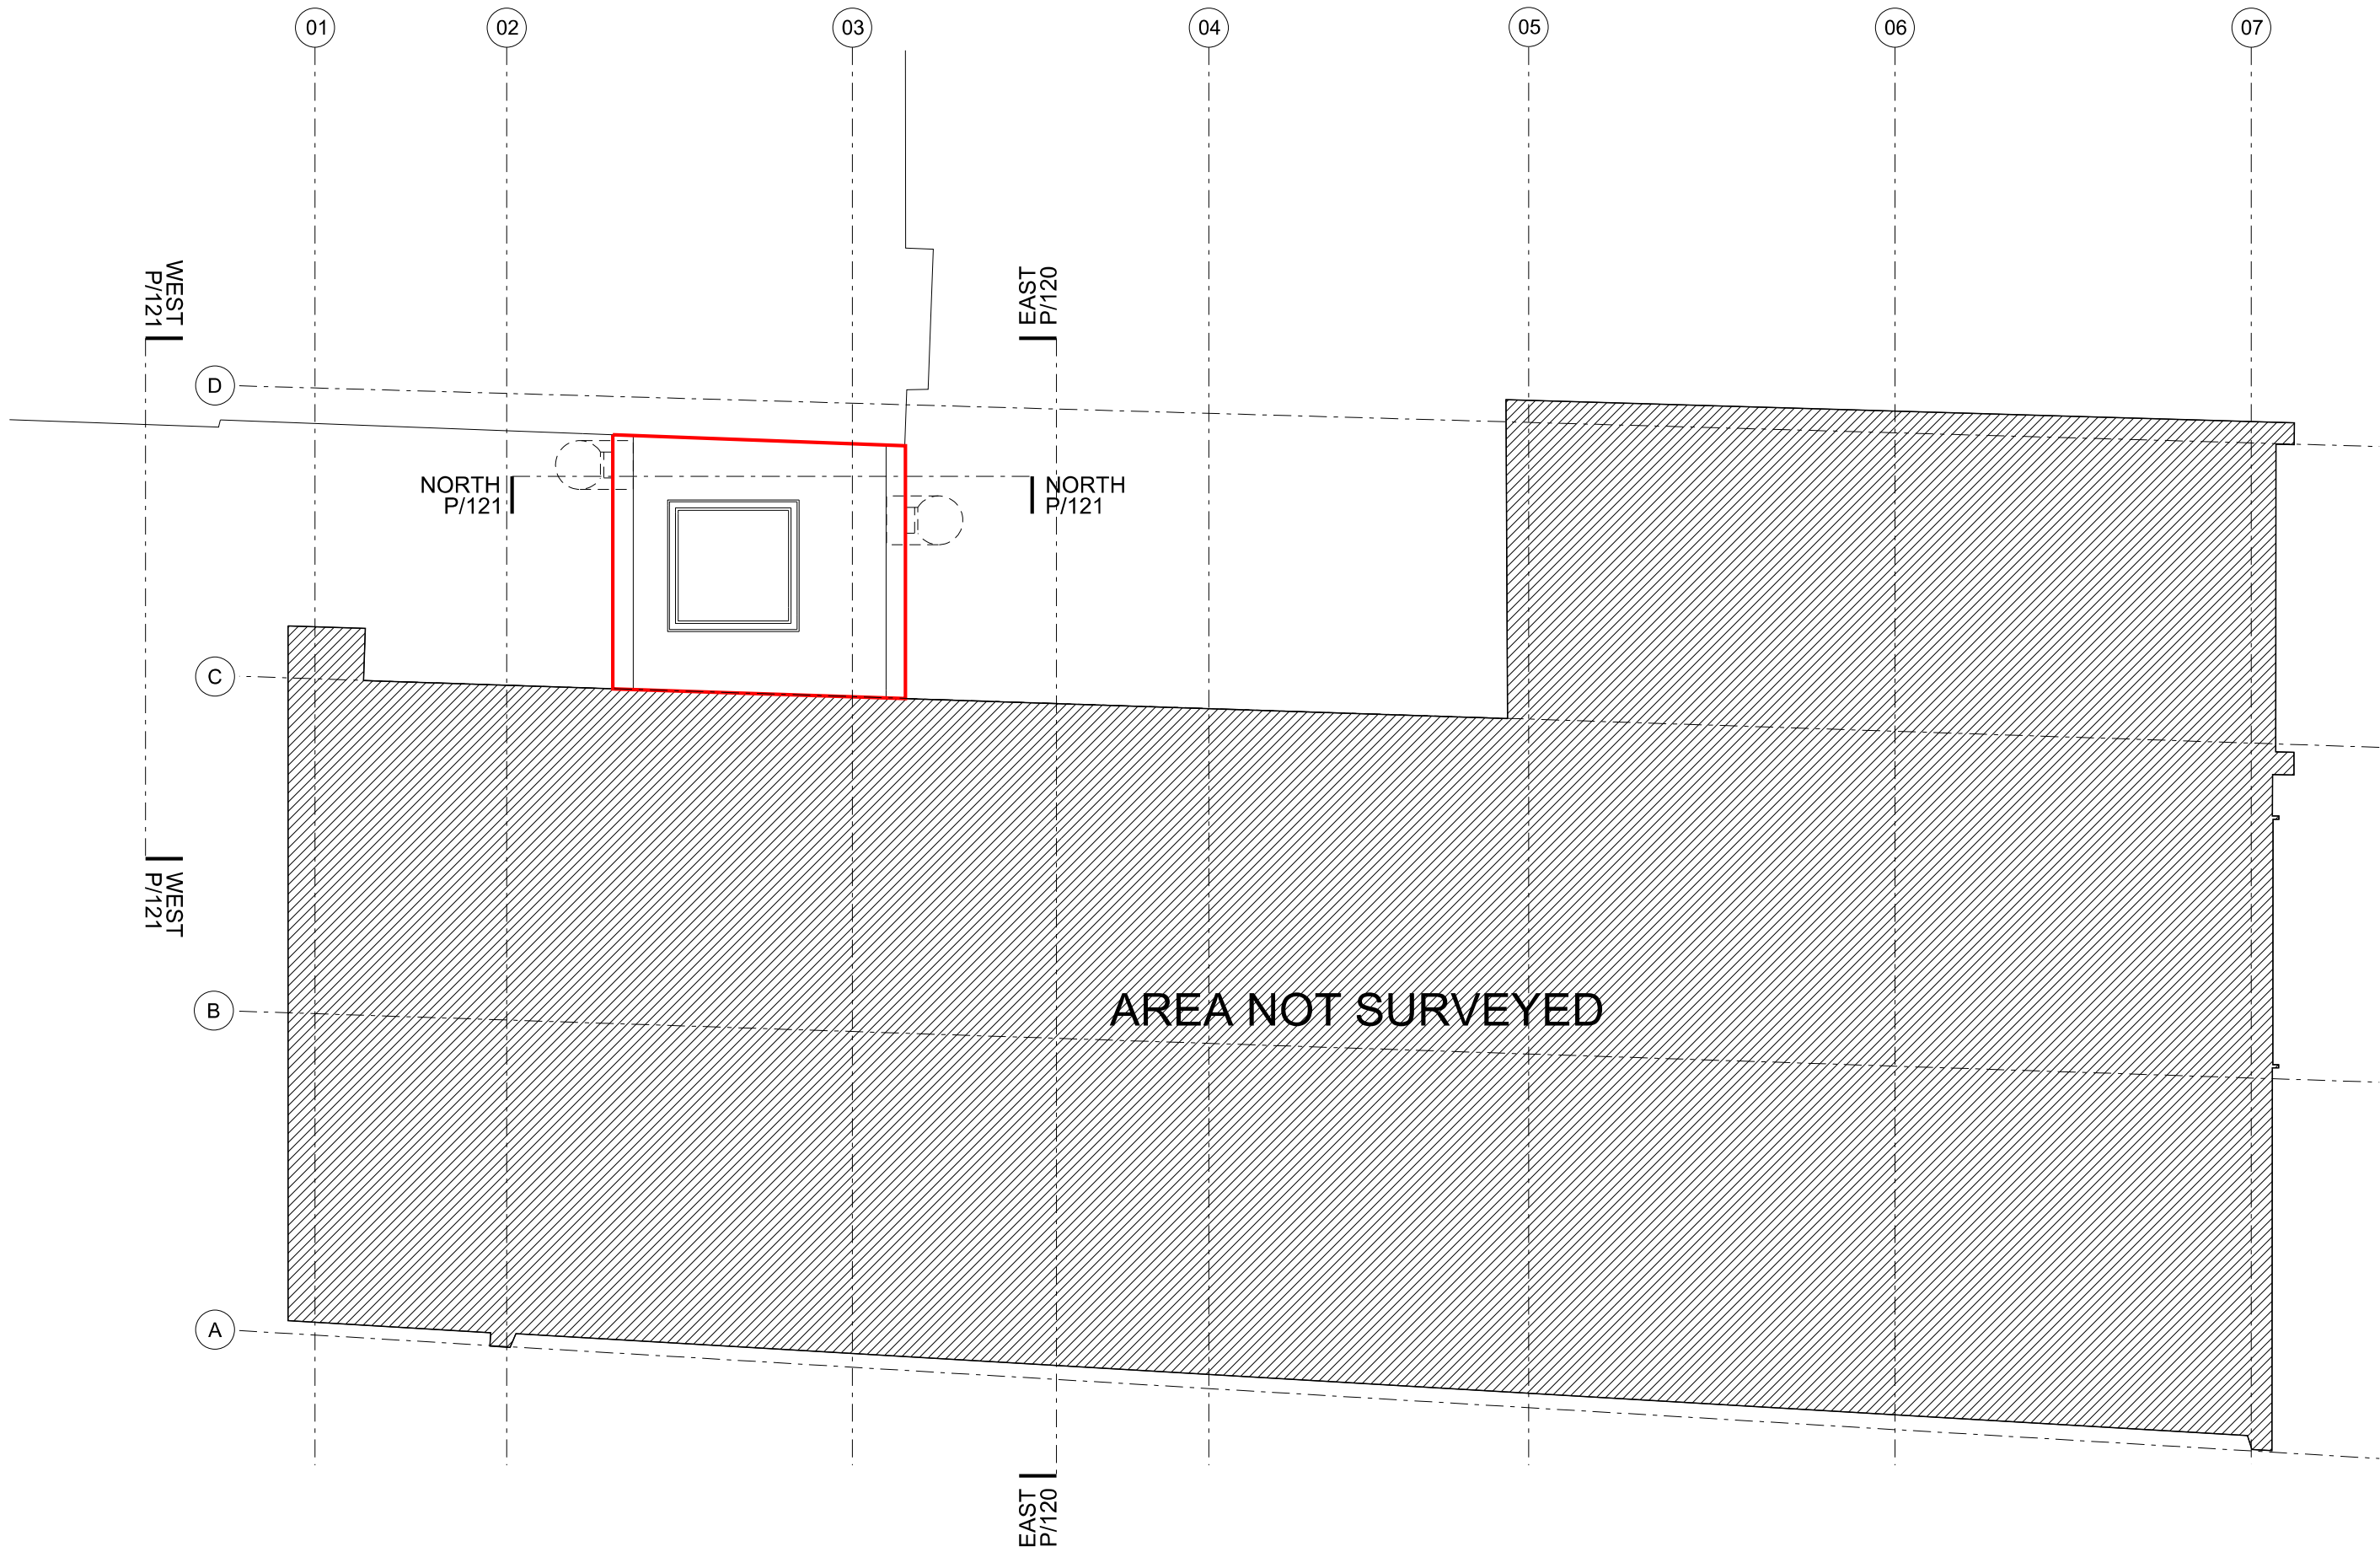 01
02
03
04
05
06
07
WEST
P/121
EAST
P/120
D
NORTH
P/121
NORTH
P/121
C
WEST
P/121
B
AREA NOT SURVEYED
A
EAST
P/120